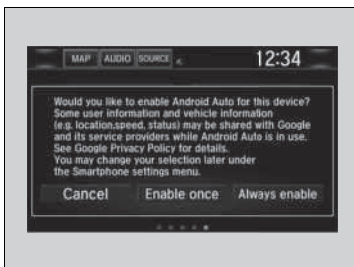 MAP AUDIO SOURCE 12:34
Would you like to enable Android Auto for this device?
Some user information and vehicle information
(e.g. location,speed, status) may be shared with Google
and its service providers while Android Auto is in use.
See Google Privacy Policy for details.
You may change your selection later under
the Smartphone settings menu.
Cancel Enable once Always enable